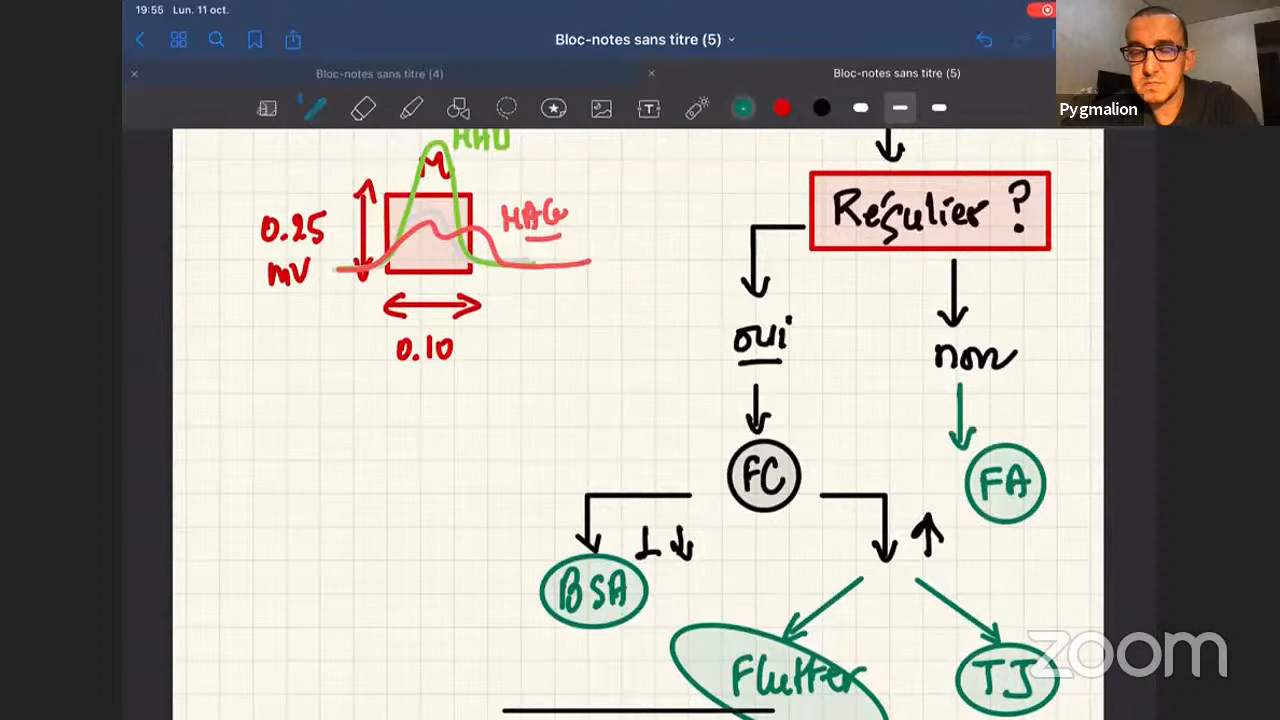 19:55 Lun. 11 oct.
Bloc-notes sans titre (5)
Bloc-notes sans titre (4)
Bloc-notes sans titre (5)
Pygmalion
HAD
0.25
mV
HAG
0.10
Régulier ?
oui
non
FC
FA
BSA
Flutter
TJ
zoom